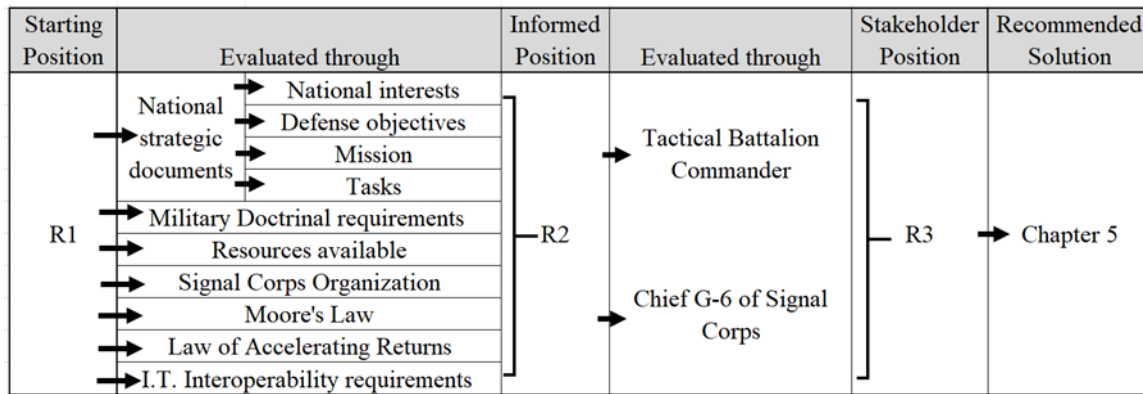 Starting Position
Evaluated through
Informed Position
Evaluated through
Stakeholder Position
Recommended Solution
R1
National strategic documents
National interests
Defense objectives
Mission
Tasks
Military Doctrinal requirements
Resources available
Signal Corps Organization
Moore's Law
Law of Accelerating Returns
I.T. Interoperability requirements
R2
Tactical Battalion Commander
Chief G-6 of Signal Corps
R3
Chapter 5